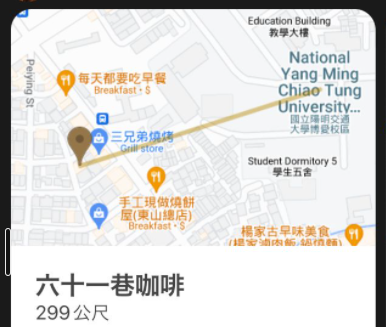 Education Building
教學大樓
National
Yang Ming
Chiao Tung
University...
國立陽明交通
大學博愛校區
Peiying St
每天都要吃早餐
Breakfast • $
三兄弟燒烤
Grill store
Student Dormitory 5
學生五舍
手工現做燒餅
屋(東山總店)
Breakfast • $
楊家古早味美食
(楊家滷肉飯 鍋燒麵)
六十一巷咖啡
299公尺